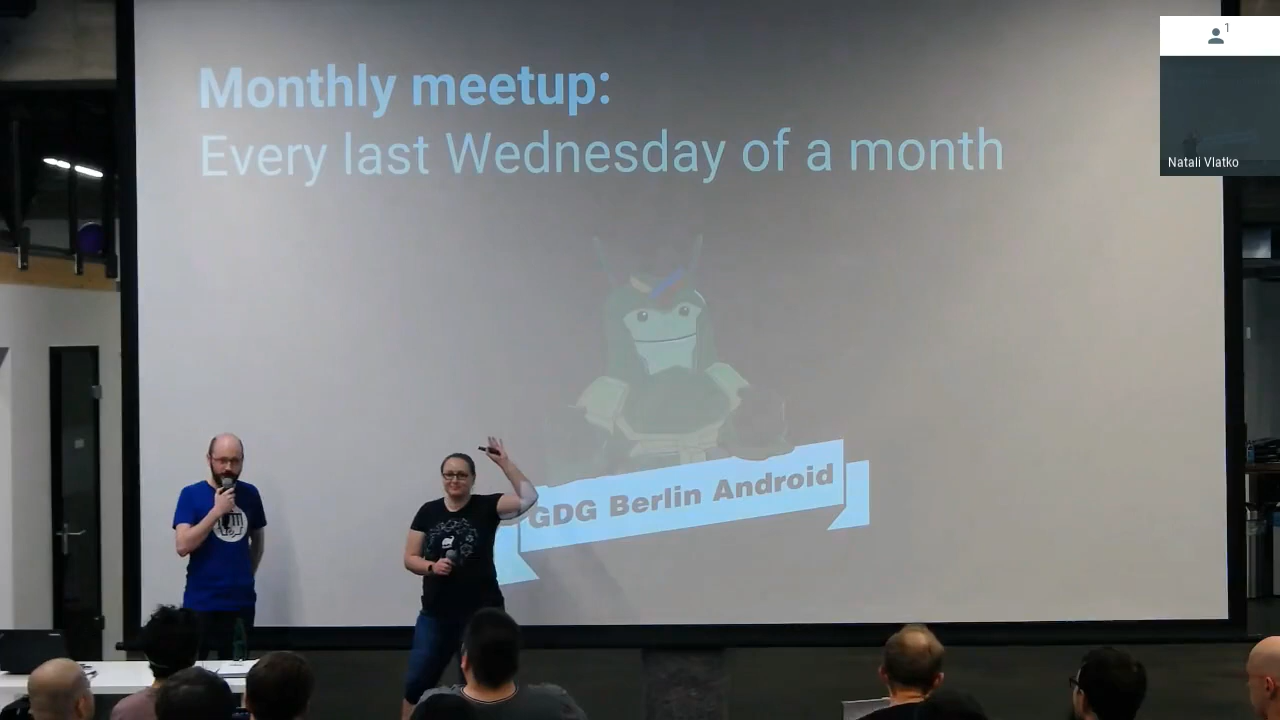 Monthly meetup:
Every last Wednesday of a month
1
Natali Vlatko
GDG Berlin Android